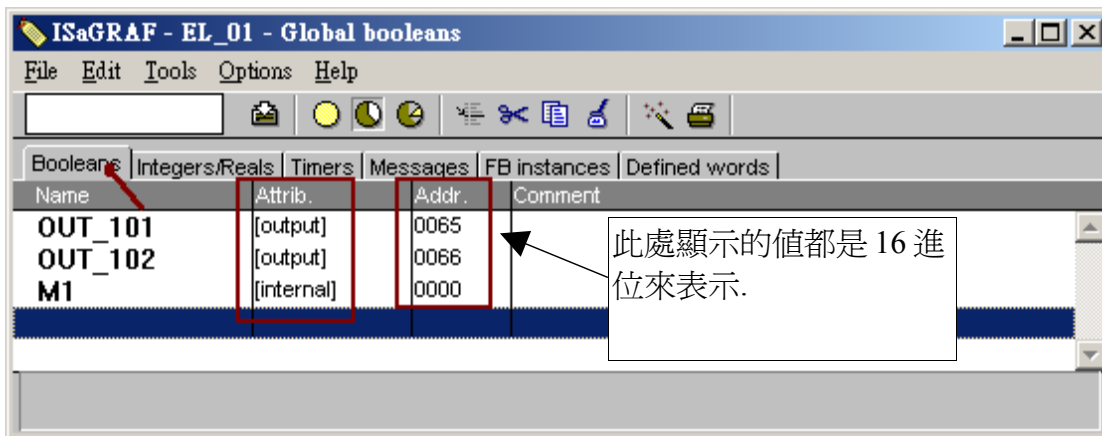 ISaGRAF - EL_01 - Global booleans
File Edit Tools Options Help
Booleans Integers/Reals Timers Messages FB instances Defined words
Name Attrib. Addr. Comment
OUT_101 [output] 0065
OUT_102 [output] 0066
M1 [internal] 0000
此處顯示的值都是 16 進
位來表示.